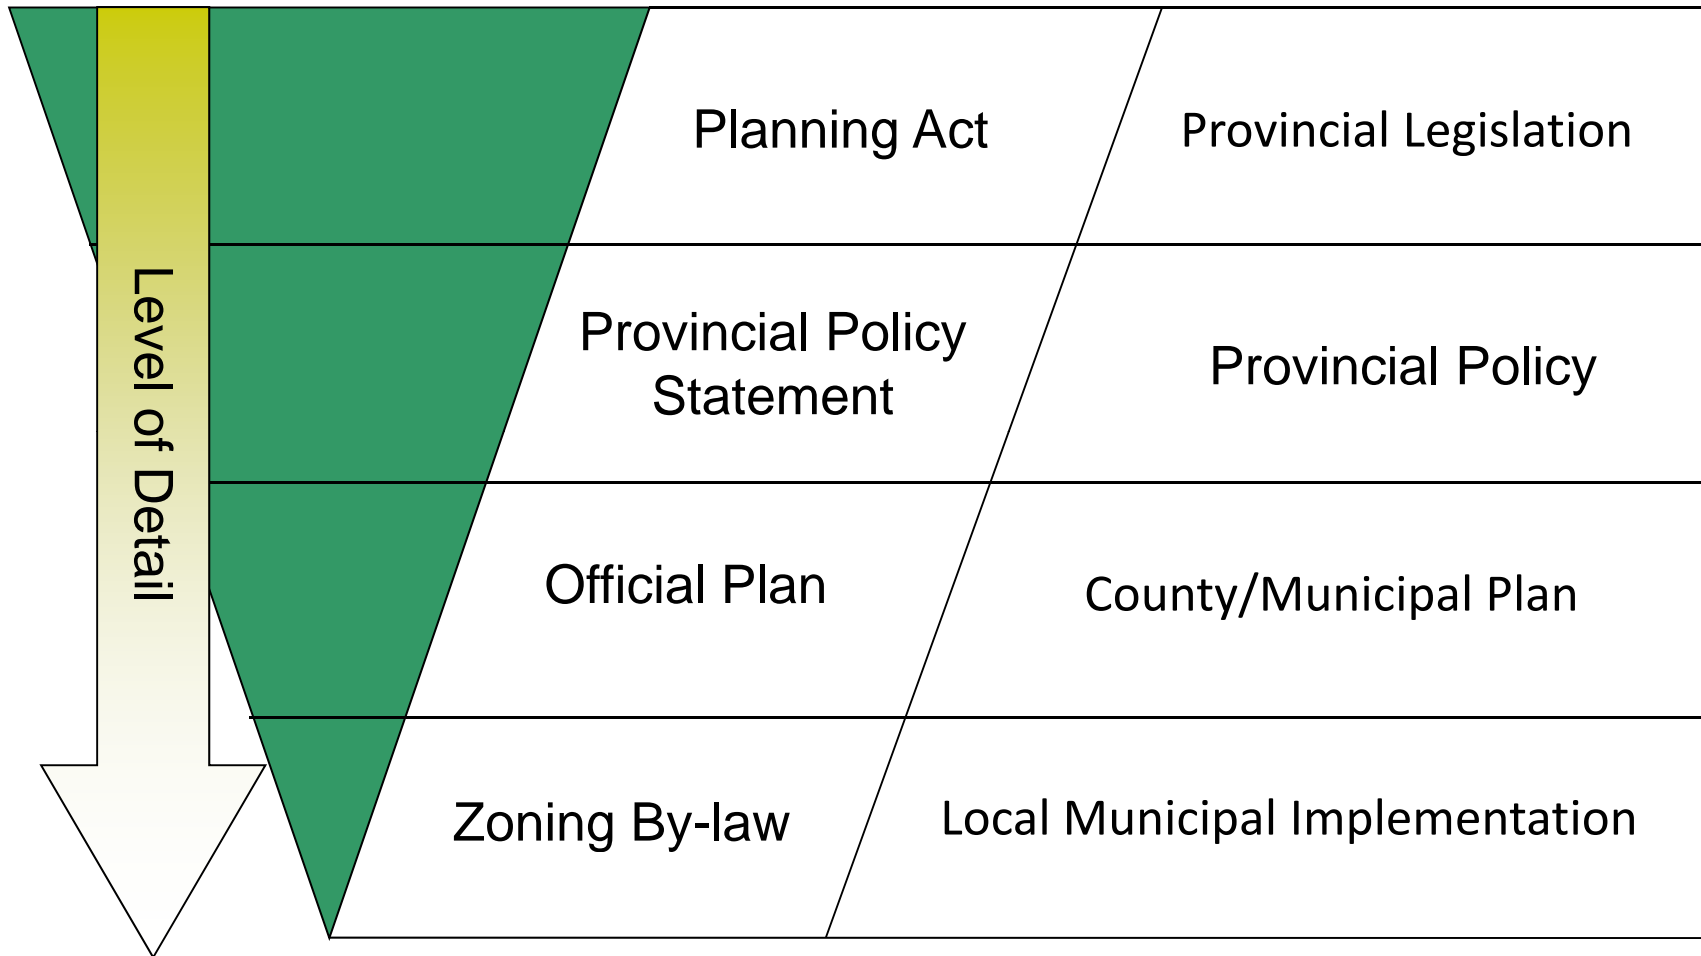 Planning Act
Provincial Legislation
Level of Detail
Provincial Policy
Statement
Provincial Policy
Official Plan
County/Municipal Plan
Zoning By-law
Local Municipal Implementation